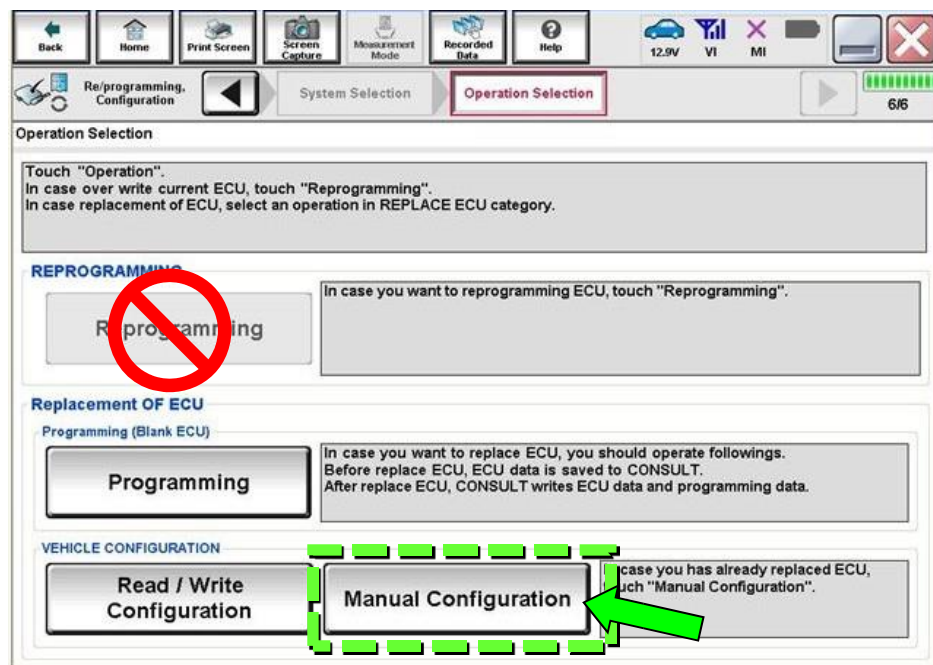 Back
Home
Print Screen
Screen
Capture
Measurement
Mode
Recorded
Data
Help
12.9V
VI
MI
Re/programming,
Configuration
System Selection
Operation Selection
6/6
Operation Selection
Touch "Operation".
In case over write current ECU, touch "Reprogramming".
In case replacement of ECU, select an operation in REPLACE ECU category.
REPROGRAMMING
Reprogramming
In case you want to reprogramming ECU, touch "Reprogramming".
Replacement OF ECU
Programming (Blank ECU)
Programming
In case you want to replace ECU, you should operate followings.
Before replace ECU, ECU data is saved to CONSULT.
After replace ECU, CONSULT writes ECU data and programming data.
VEHICLE CONFIGURATION
Read / Write
Configuration
Manual Configuration
case you has already replaced ECU,
"Manual Configuration".